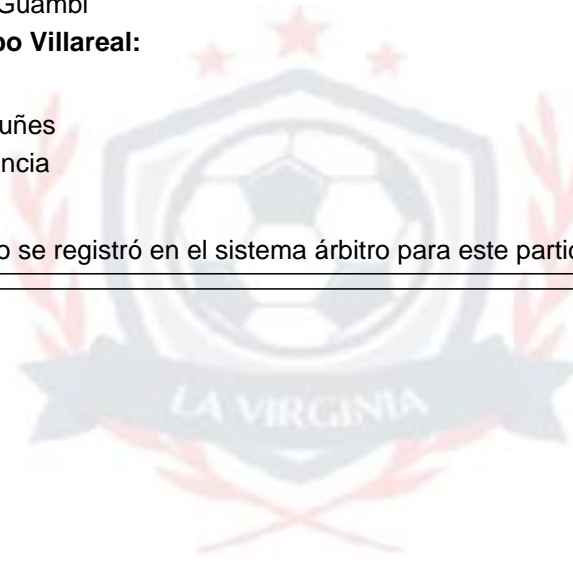 Guambi
po Villareal:
uñes
ncia
o se registró en el sistema árbitro para este partic
LA VIRGINIA